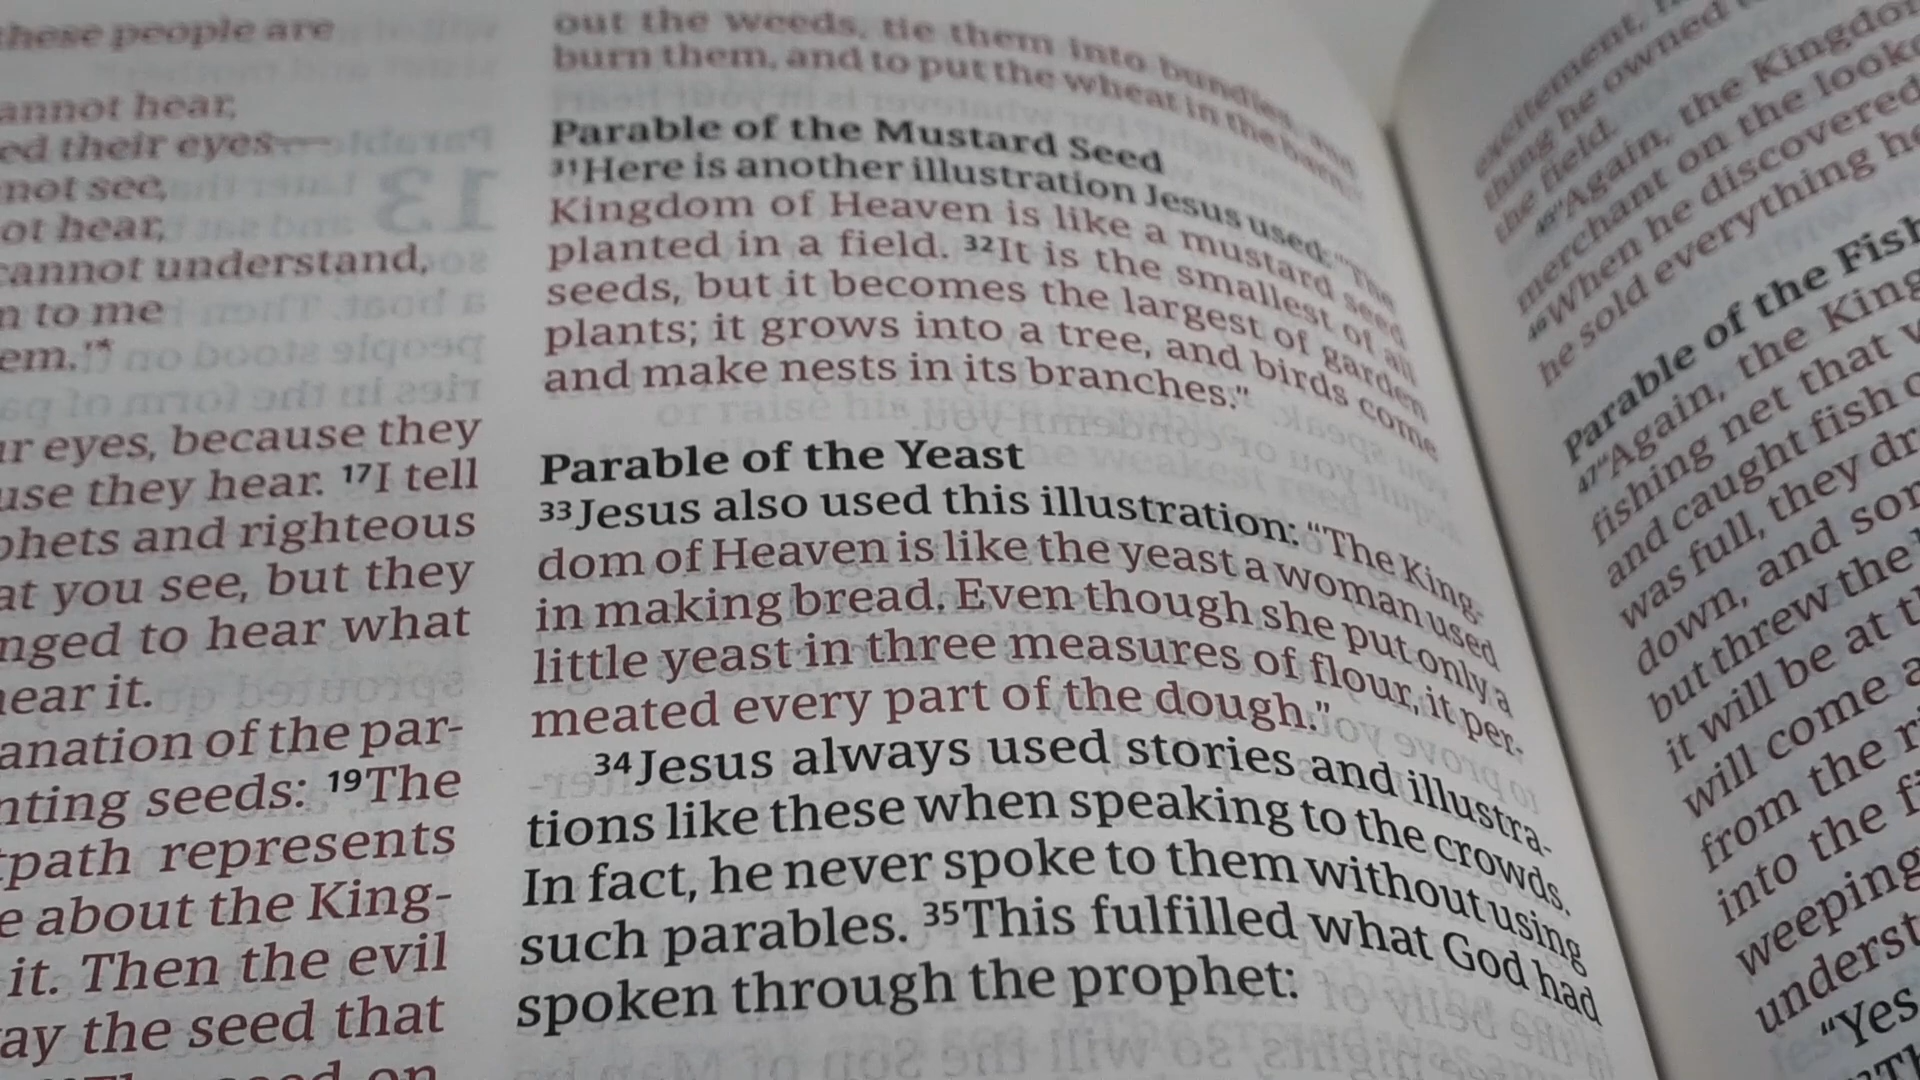 these people are
annot hear,
ed their eyes—
not see,
ot hear,
cannot understand,
n to me
em.'*
ur eyes, because they
use they hear. 17I tell
phets and righteous
at you see, but they
nged to hear what
hear it.
anation of the par-
nting seeds: 19The
tpath represents
e about the King-
it. Then the evil
ay the seed that
out the weeds, tie them into bundles, and
burn them, and to put the wheat in the barn.'"
Parable of the Mustard Seed
31Here is another illustration Jesus used: "The
Kingdom of Heaven is like a mustard seed
planted in a field. 32It is the smallest of all
seeds, but it becomes the largest of garden
plants; it grows into a tree, and birds come
and make nests in its branches."
Parable of the Yeast
33Jesus also used this illustration: "The King-
dom of Heaven is like the yeast a woman used
in making bread. Even though she put only a
little yeast in three measures of flour, it per-
meated every part of the dough."
34Jesus always used stories and illustra-
tions like these when speaking to the crowds.
In fact, he never spoke to them without using
such parables. 35This fulfilled what God had
spoken through the prophet:
excitement,
thing he owned
the field.
45"Again, the Kingdo
merchant on the look
46When he discovered
he sold everything he
Parable of the Fish
47"Again, the King
fishing net that w
and caught fish o
was full, they dr
down, and sor
but threw the
it will be at th
will come a
from the ri
into the fi
weeping
underst
"Yes